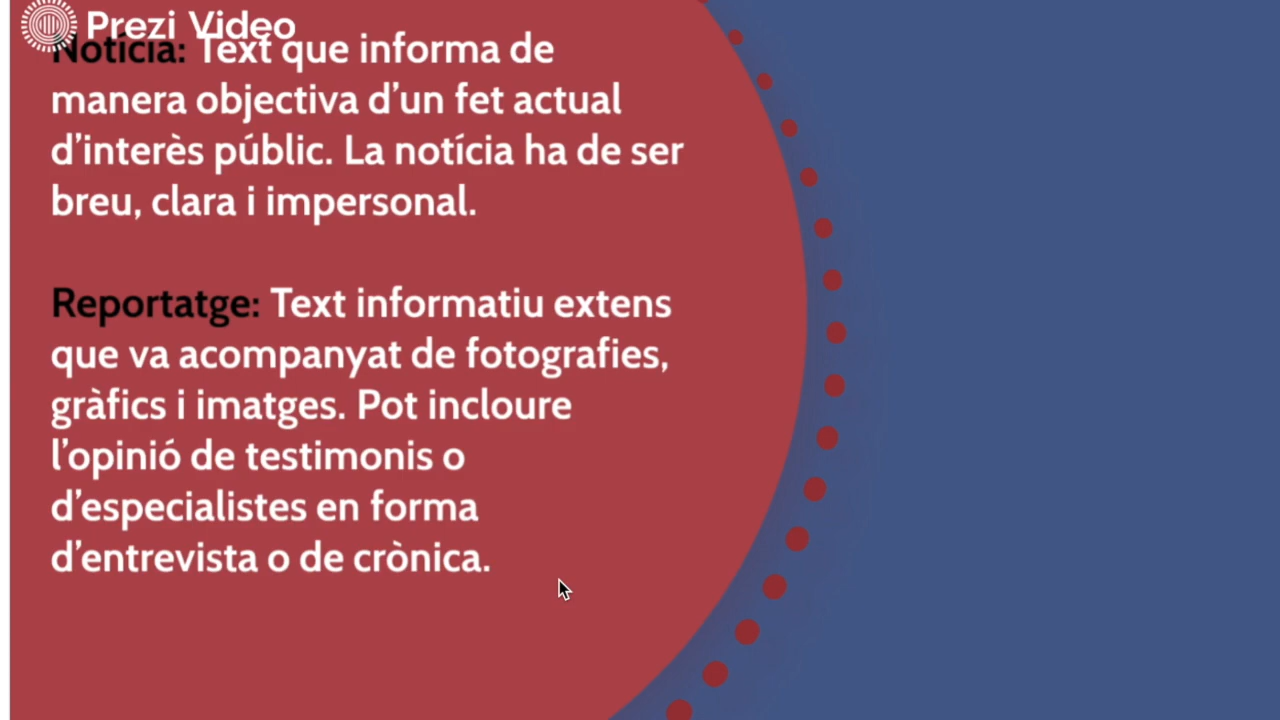 Prezi Video
Notícia: Text que informa de
manera objectiva d’un fet actual
d’interès públic. La notícia ha de ser
breu, clara i impersonal.
Reportatge: Text informatiu extens
que va acompanyat de fotografies,
gràfics i imatges. Pot incloure
l’opinió de testimonis o
d’especialistes en forma
d’entrevista o de crònica.